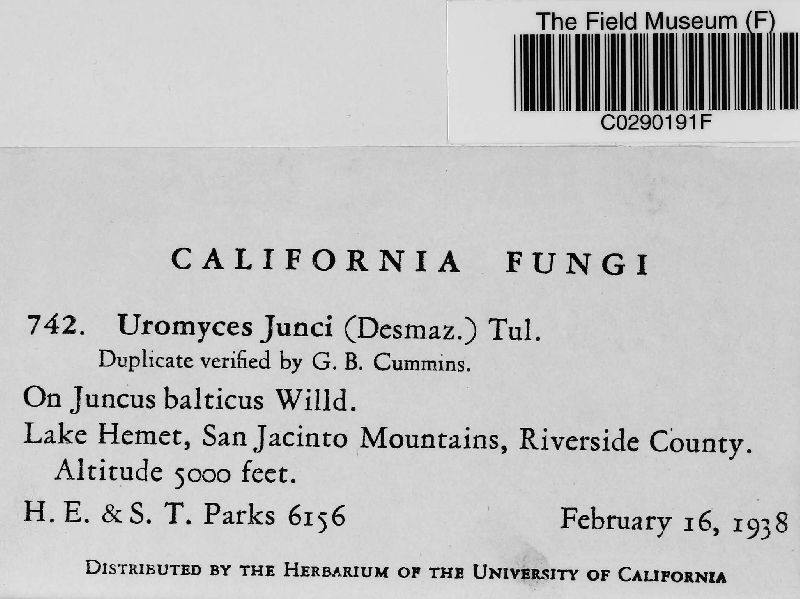 The Field Museum (F)
C0290191F
CALIFORNIA FUNGI
742. Uromyces Junci (Desmaz.) Tul.
Duplicate verified by G. B. Cummins.
On Juncus balticus Willd.
Lake Hemet, San Jacinto Mountains, Riverside County.
Altitude 5000 feet.
H. E. & S. T. Parks 6156 February 16, 1938
DISTRIBUTED BY THE HERBARIUM OF THE UNIVERSITY OF CALIFORNIA